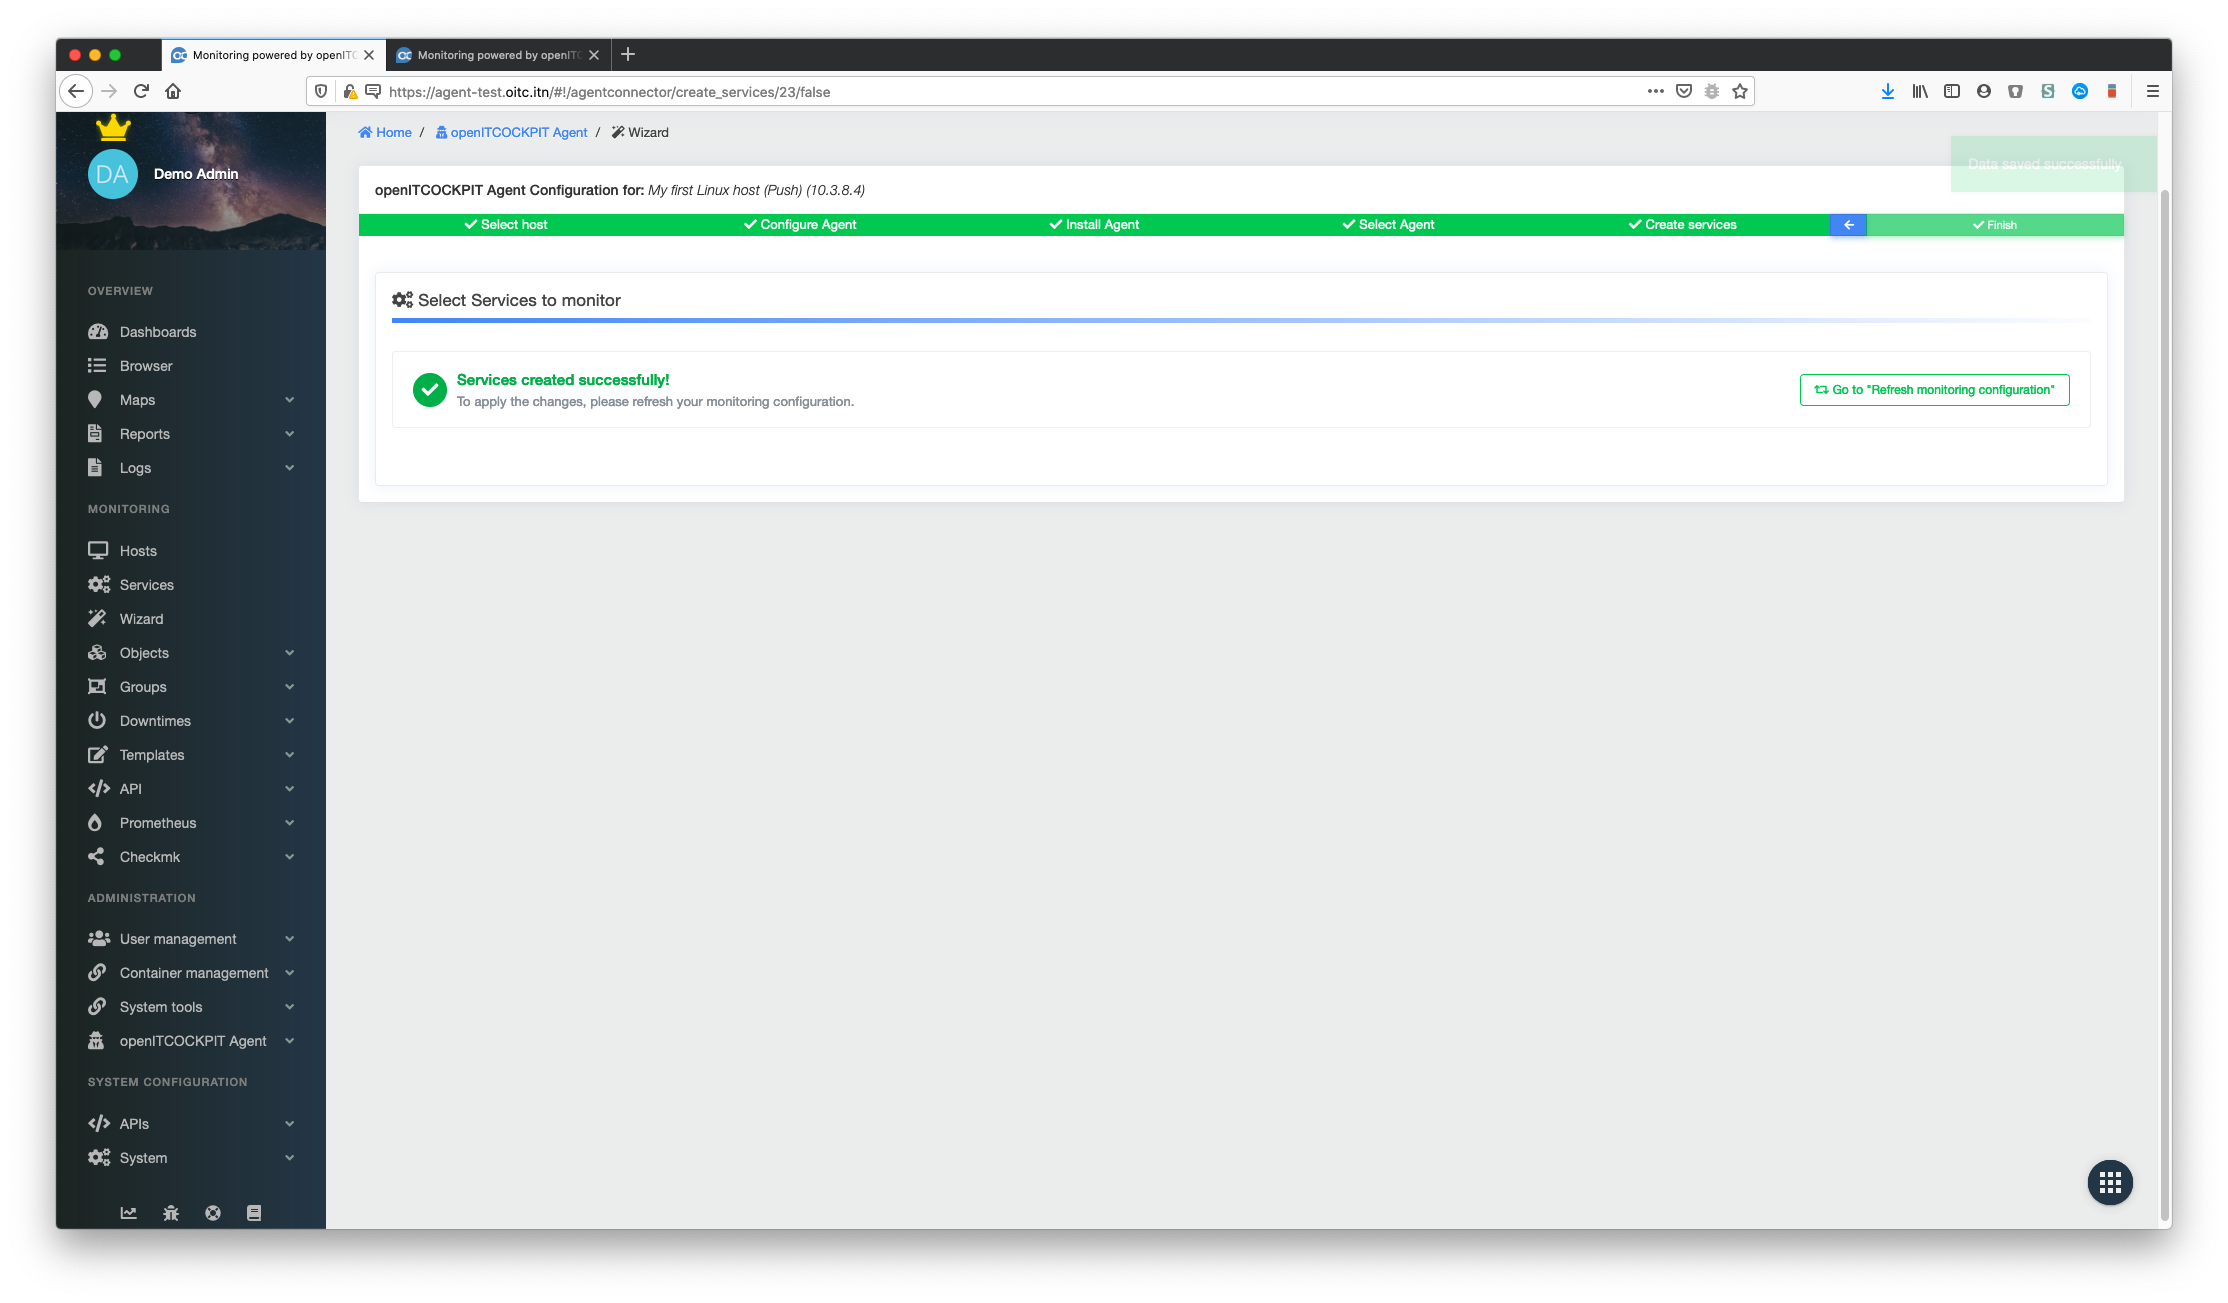 Monitoring powered by openITC
Monitoring powered by openITC
https://agent-test.oitc.itn/#!/agentconnector/create_services/23/false
DA
Demo Admin
OVERVIEW
Dashboards
Browser
Maps
Reports
Logs
MONITORING
Hosts
Services
Wizard
Objects
Groups
Downtimes
Templates
API
Prometheus
Checkmk
ADMINISTRATION
User management
Container management
System tools
openITCOCKPIT Agent
SYSTEM CONFIGURATION
APIs
System
Home / openITCOCKPIT Agent / Wizard
Data saved successfully
openITCOCKPIT Agent Configuration for: My first Linux host (Push) (10.3.8.4)
Select host Configure Agent Install Agent Select Agent Create services Finish
Select Services to monitor
Services created successfully!
To apply the changes, please refresh your monitoring configuration.
Go to "Refresh monitoring configuration"